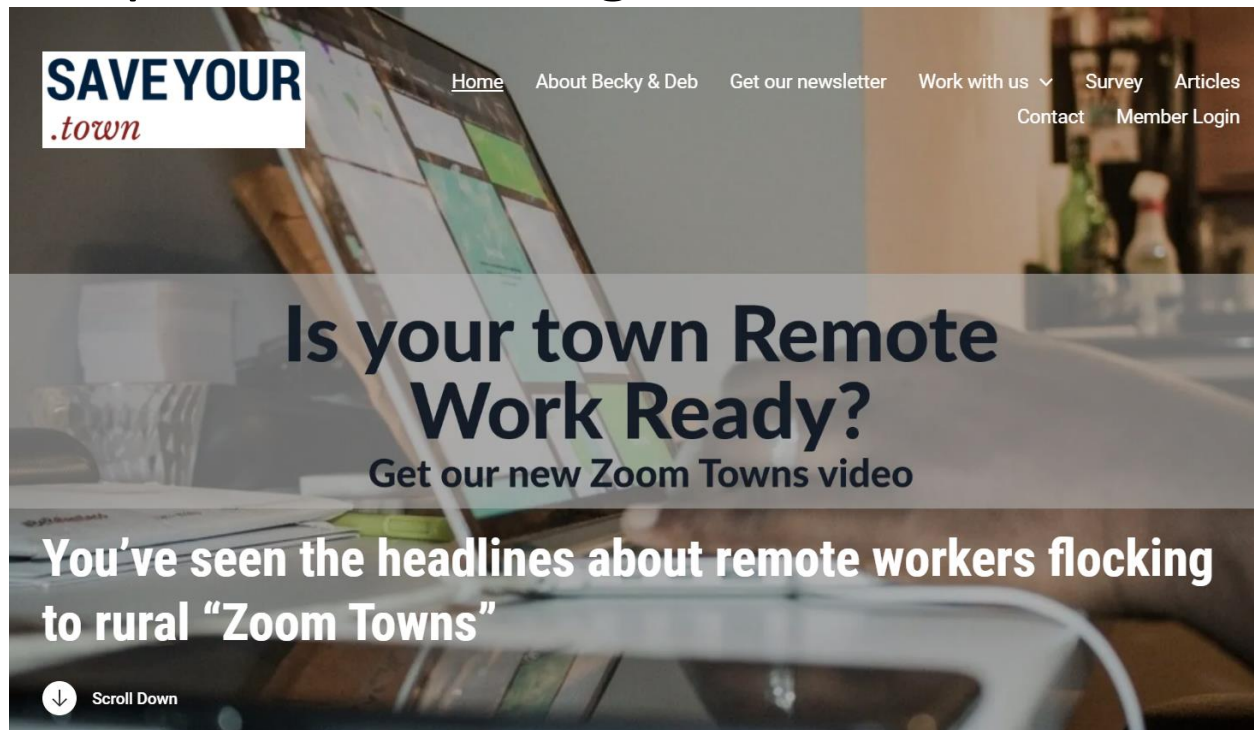 SAVEYOUR
.town
Home About Becky & Deb Get our newsletter Work with us Survey Articles
Contact Member Login
Is your town Remote
Work Ready?
Get our new Zoom Towns video
You’ve seen the headlines about remote workers flocking
to rural “Zoom Towns”
Scroll Down